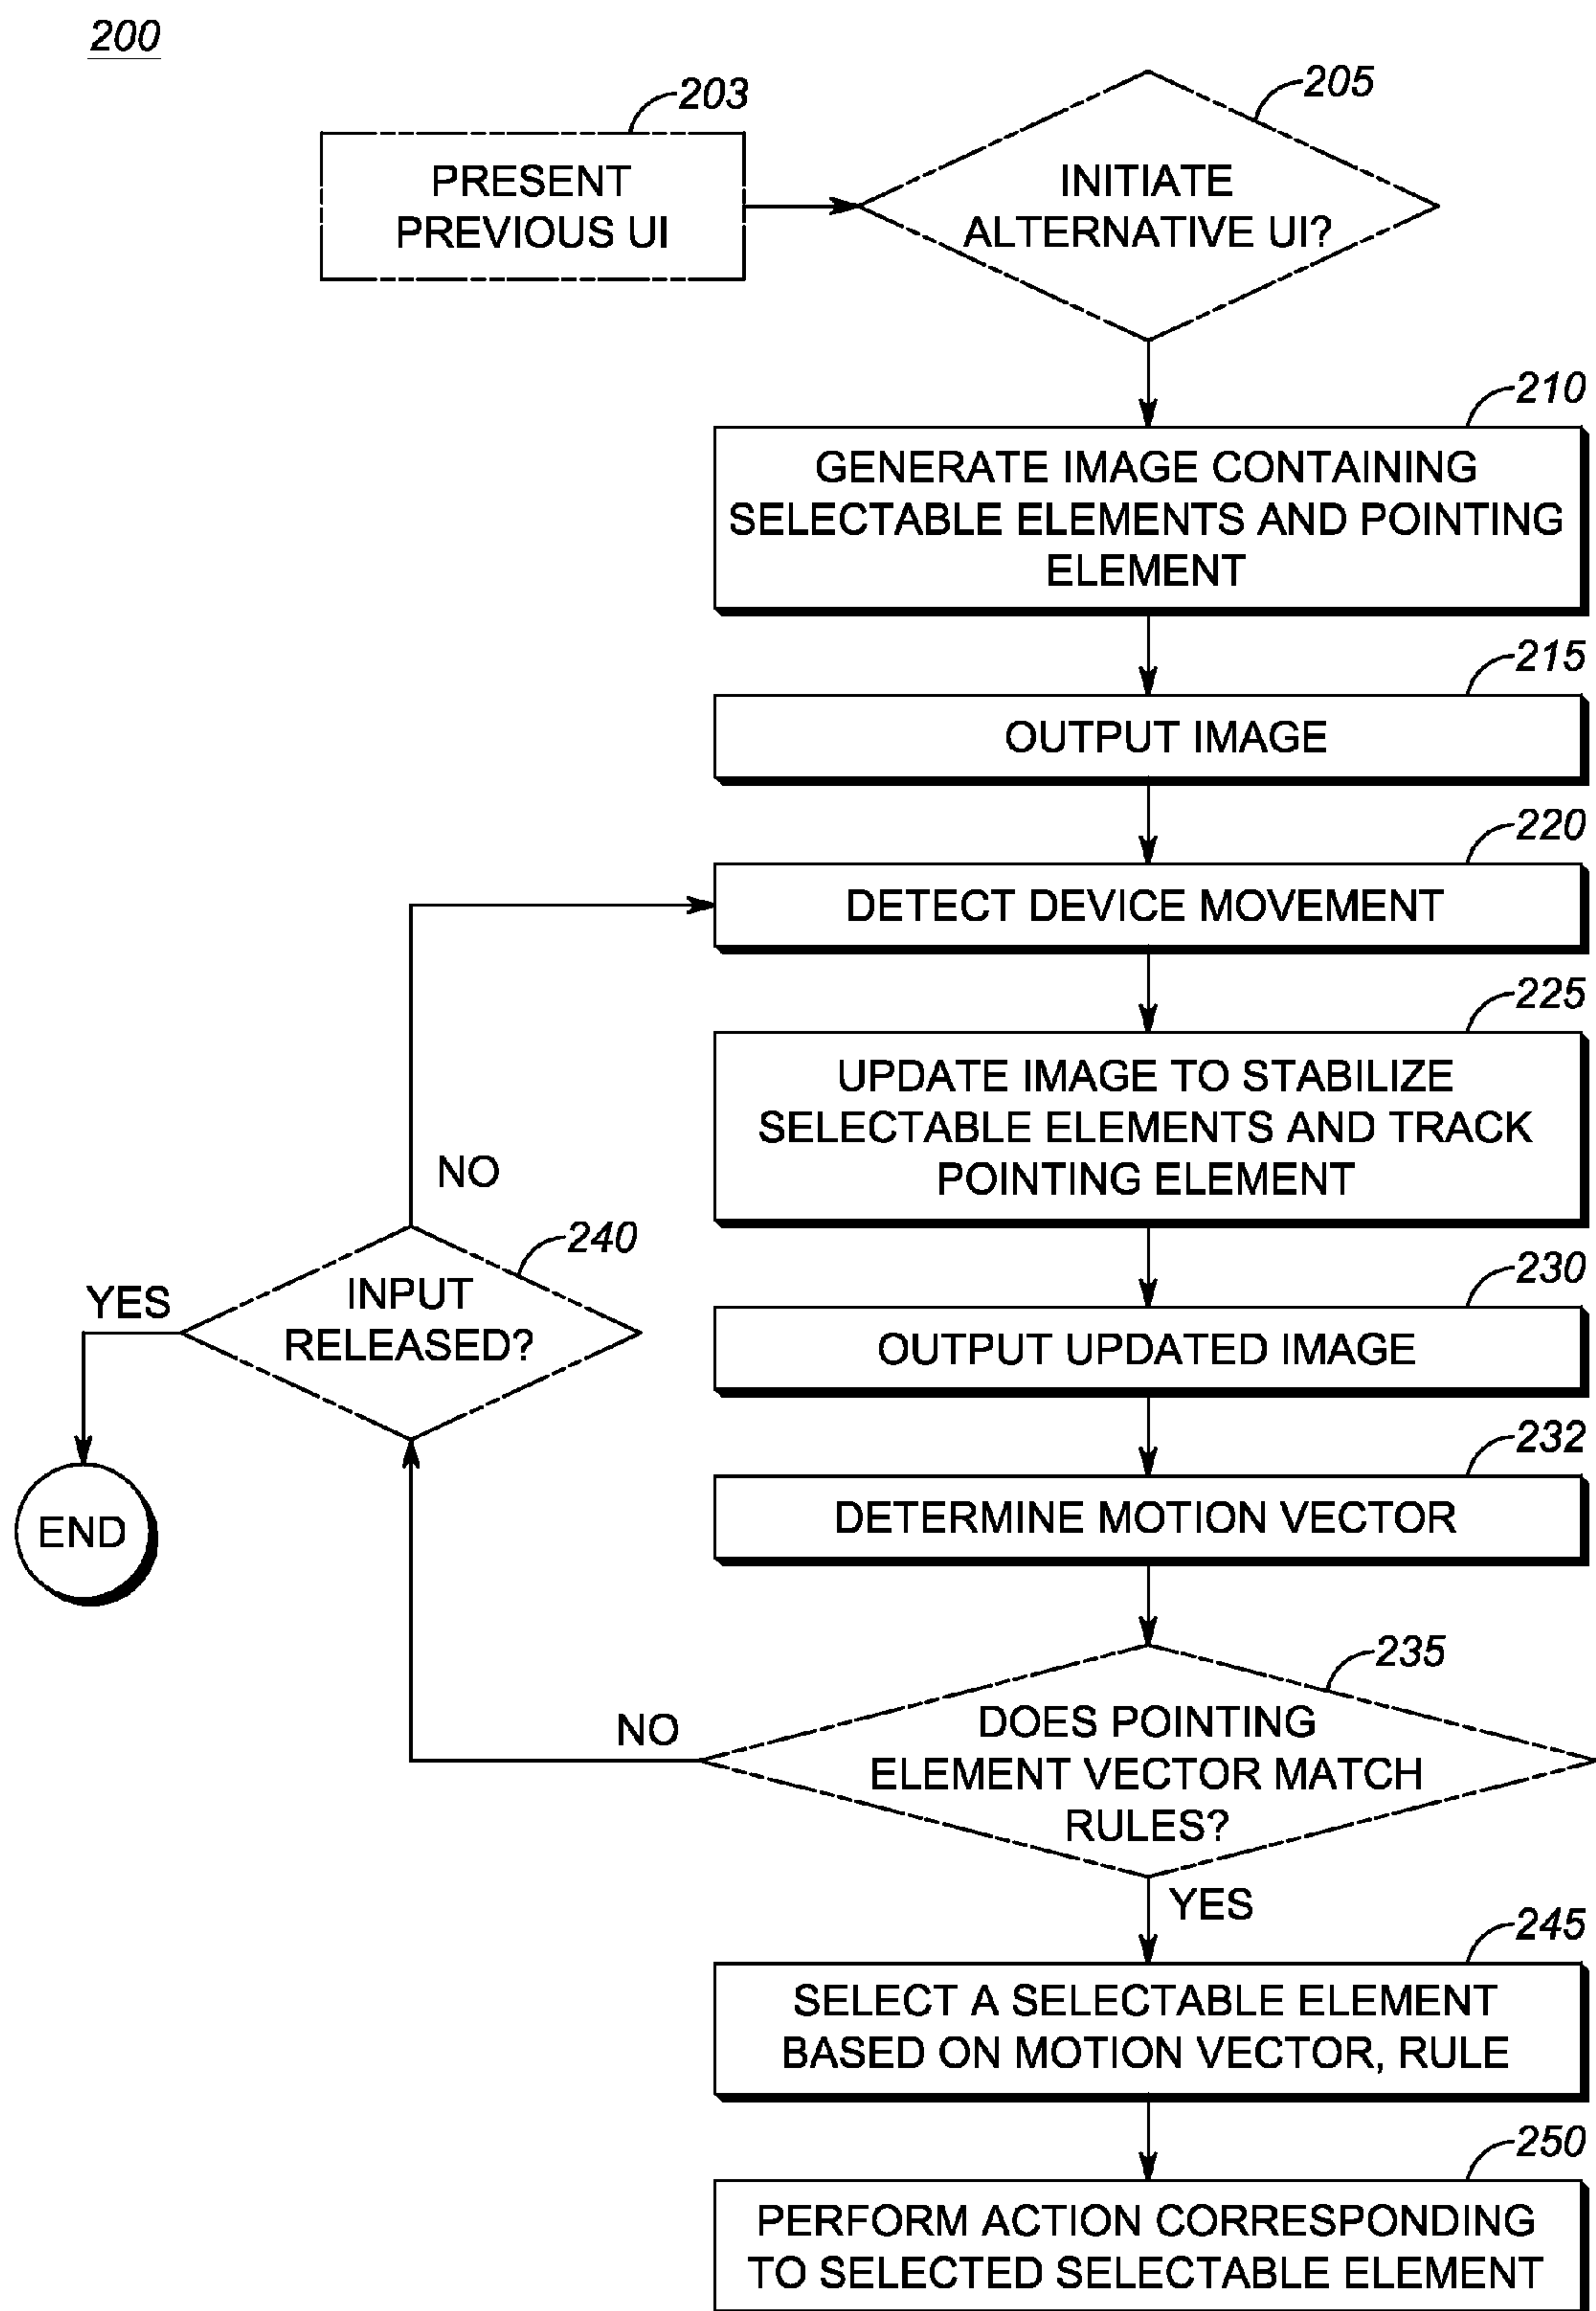 200
203
PRESENT
PREVIOUS UI
205
INITIATE
ALTERNATIVE UI?
210
GENERATE IMAGE CONTAINING
SELECTABLE ELEMENTS AND POINTING
ELEMENT
215
OUTPUT IMAGE
220
DETECT DEVICE MOVEMENT
225
UPDATE IMAGE TO STABILIZE
SELECTABLE ELEMENTS AND TRACK
POINTING ELEMENT
NO
240
INPUT
RELEASED?
YES
END
230
OUTPUT UPDATED IMAGE
232
DETERMINE MOTION VECTOR
235
DOES POINTING
ELEMENT VECTOR MATCH
RULES?
NO
YES
245
SELECT A SELECTABLE ELEMENT
BASED ON MOTION VECTOR, RULE
250
PERFORM ACTION CORRESPONDING
TO SELECTED SELECTABLE ELEMENT